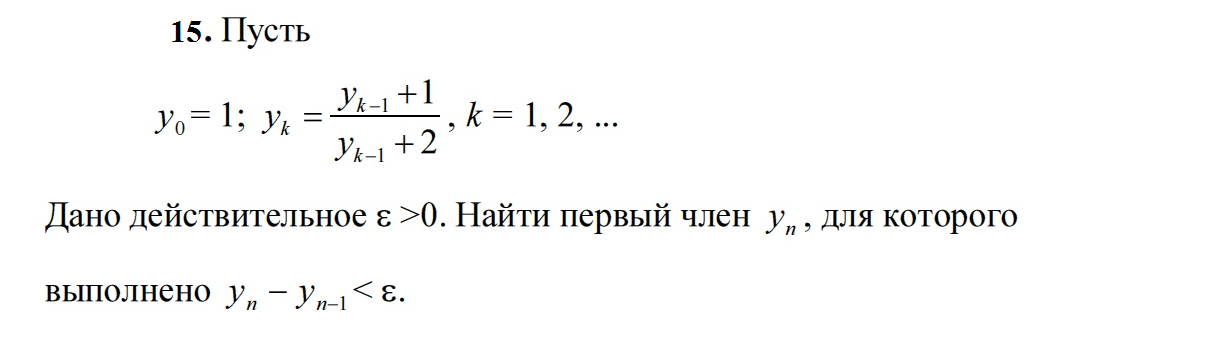 15. Пусть
y₀ = 1; yₖ = (yₖ₋₁ + 1)/(yₖ₋₁ + 2), k = 1, 2, ...
Дано действительное ε >0. Найти первый член yₙ, для которого
выполнено yₙ − yₙ₋₁ < ε.